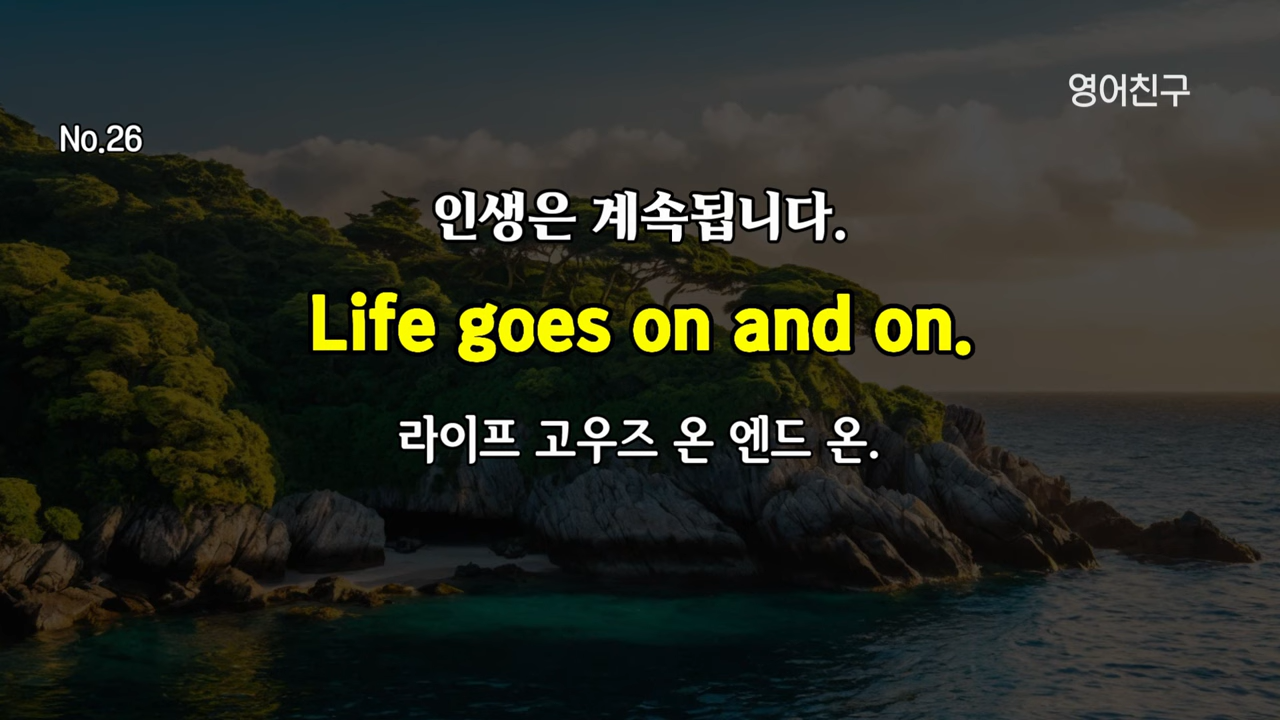 영어친구
No.26
인생은 계속됩니다.
Life goes on and on.
라이프 고우즈 온 엔드 온.